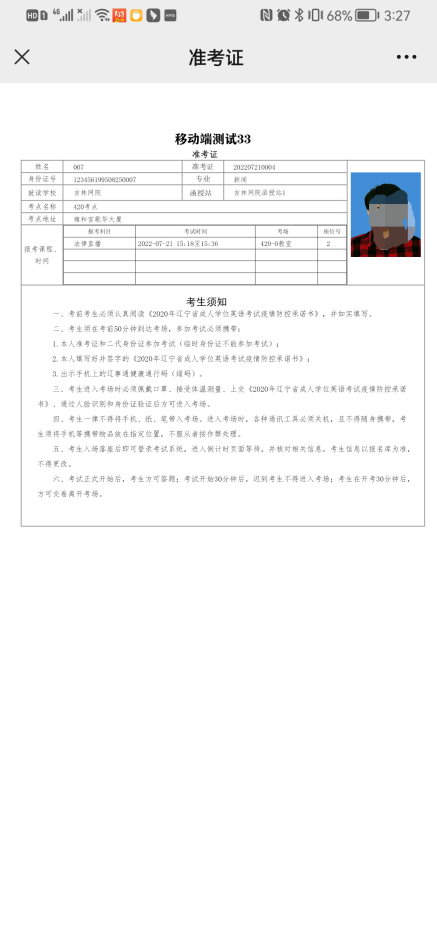 HD 1 4G 68% 3:27
准考证
移动端测试33
准考证
姓名 007 准考证 202207210004
身份证号 123456199508250007 专业 新闻
就读学校 吉林网院 函授站 吉林网院函授站1
考点名称 420考点
考点地址 雍和宫歌华大厦
报考课程、时间 报考科目 考试时间 考场 座位号
法律直播 2022-07-21 15:18至15:36 420-0教室 2
考生须知
一、考前考生必须认真阅读《2020年辽宁省成人学位英语考试疫情防控承诺书》，并如实填写。
二、考生须在考前50分钟到达考场，参加考试必须携带：
1.本人准考证和二代身份证参加考试（临时身份证不能参加考试）；
2.本人填写好并签字的《2020年辽宁省成人学位英语考试疫情防控承诺书》；
3.出示手机上的辽事通健康通行码（绿码）。
三、考生进入考场时必须佩戴口罩、接受体温测量、上交《2020年辽宁省成人学位英语考试疫情防控承诺
书》、通过人脸识别和身份证验证后方可进入考场。
四、考生一律不得将手机、纸、笔带入考场。进入考场时，各种通讯工具必须关机，且不得随身携带，考
生须将手机等携带物品放在指定位置。不服从者按作弊处理。
五、考生入场落座后即可登录考试系统，进入倒计时页面等待，并核对相关信息。考生信息以报名库为准，
不得更改。
六、考试正式开始后，考生方可答题；考试开始30分钟后，迟到考生不得进入考场；考生在开考30分钟后，
方可交卷离开考场。